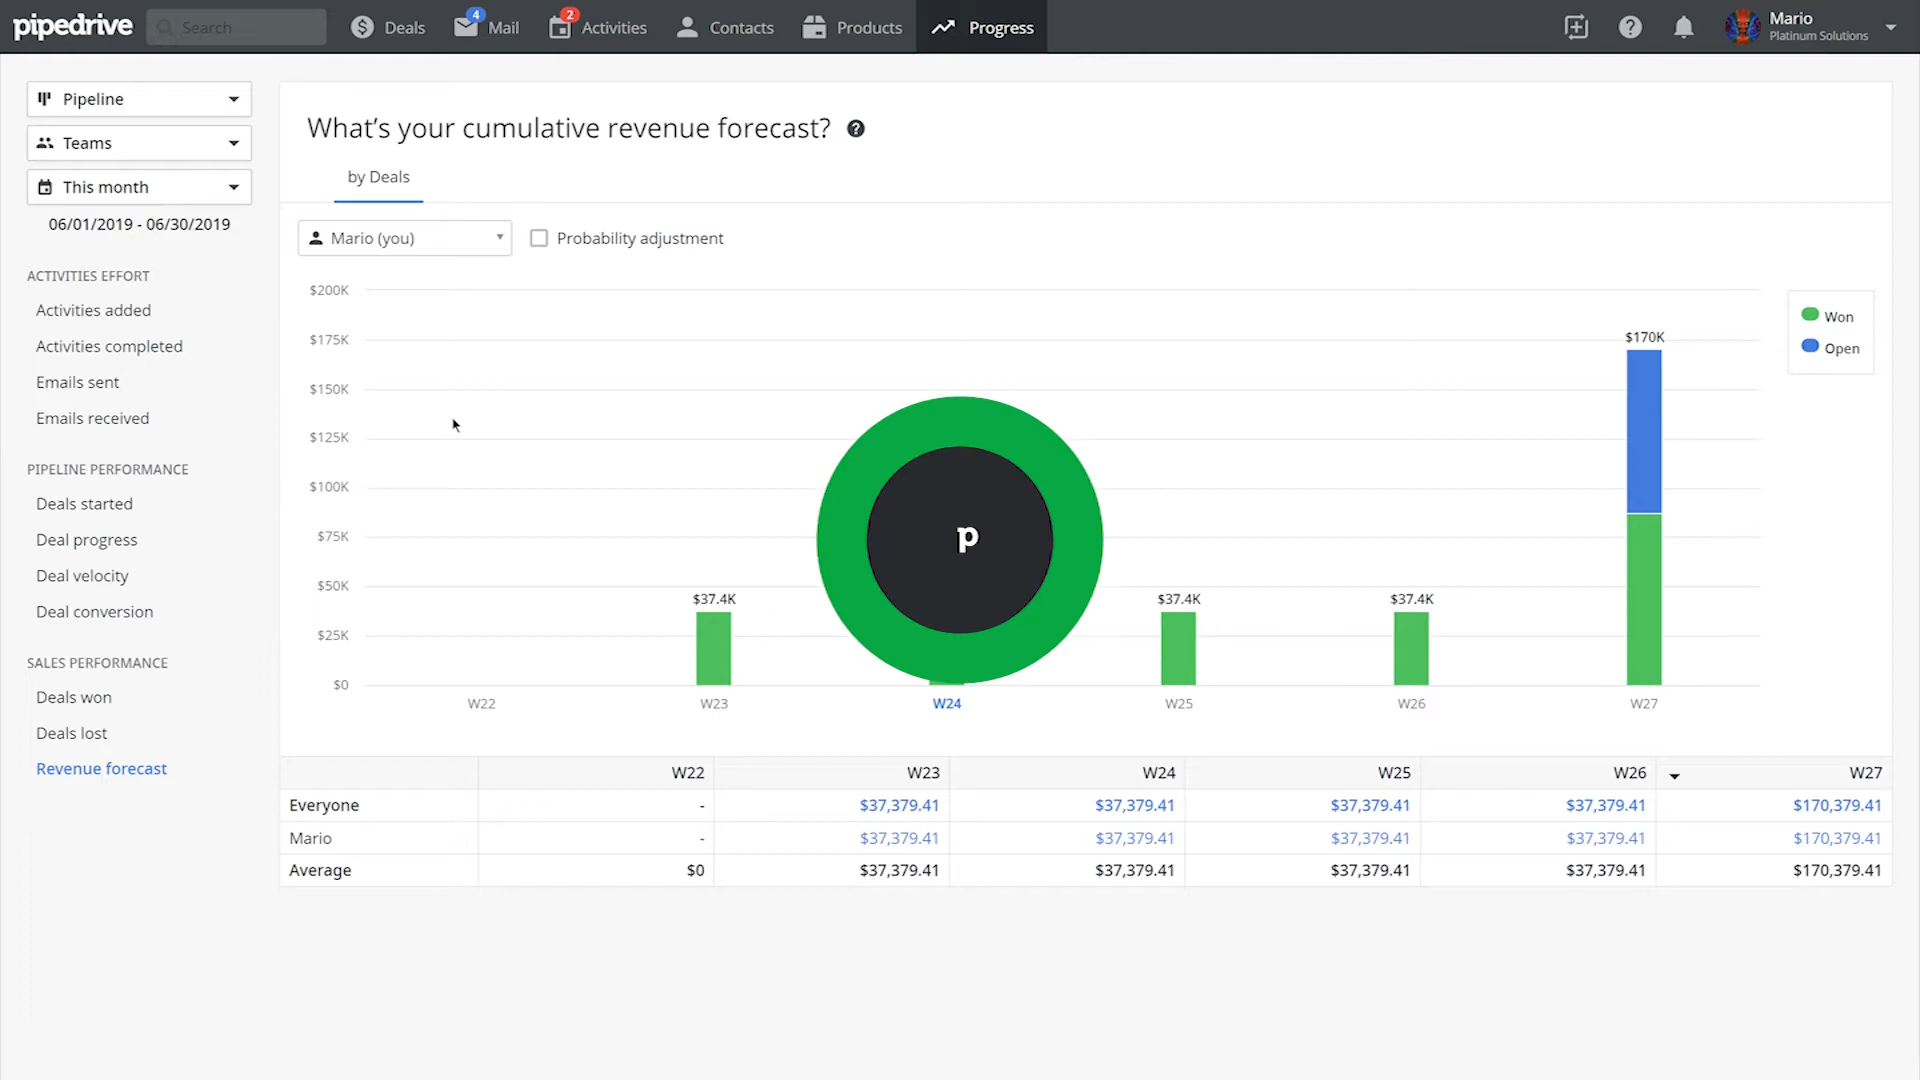 pipedrive
Search
Deals
4
Mail
2
Activities
Contacts
Products
Progress
Mario
Platinum Solutions
Pipeline
Teams
This month
06/01/2019 - 06/30/2019
ACTIVITIES EFFORT
Activities added
Activities completed
Emails sent
Emails received
PIPELINE PERFORMANCE
Deals started
Deal progress
Deal velocity
Deal conversion
SALES PERFORMANCE
Deals won
Deals lost
Revenue forecast
What's your cumulative revenue forecast? ?
by Deals
Mario (you)
Probability adjustment
$200K
$175K
$150K
$125K
$100K
$75K
$50K
$25K
$0
$37.4K
$37.4K
$37.4K
$170K
p
W22 W23 W24 W25 W26 W27
Won
Open
W22 W23 W24 W25 W26 W27
Everyone - $37,379.41 $37,379.41 $37,379.41 $37,379.41 $170,379.41
Mario - $37,379.41 $37,379.41 $37,379.41 $37,379.41 $170,379.41
Average $0 $37,379.41 $37,379.41 $37,379.41 $37,379.41 $170,379.41